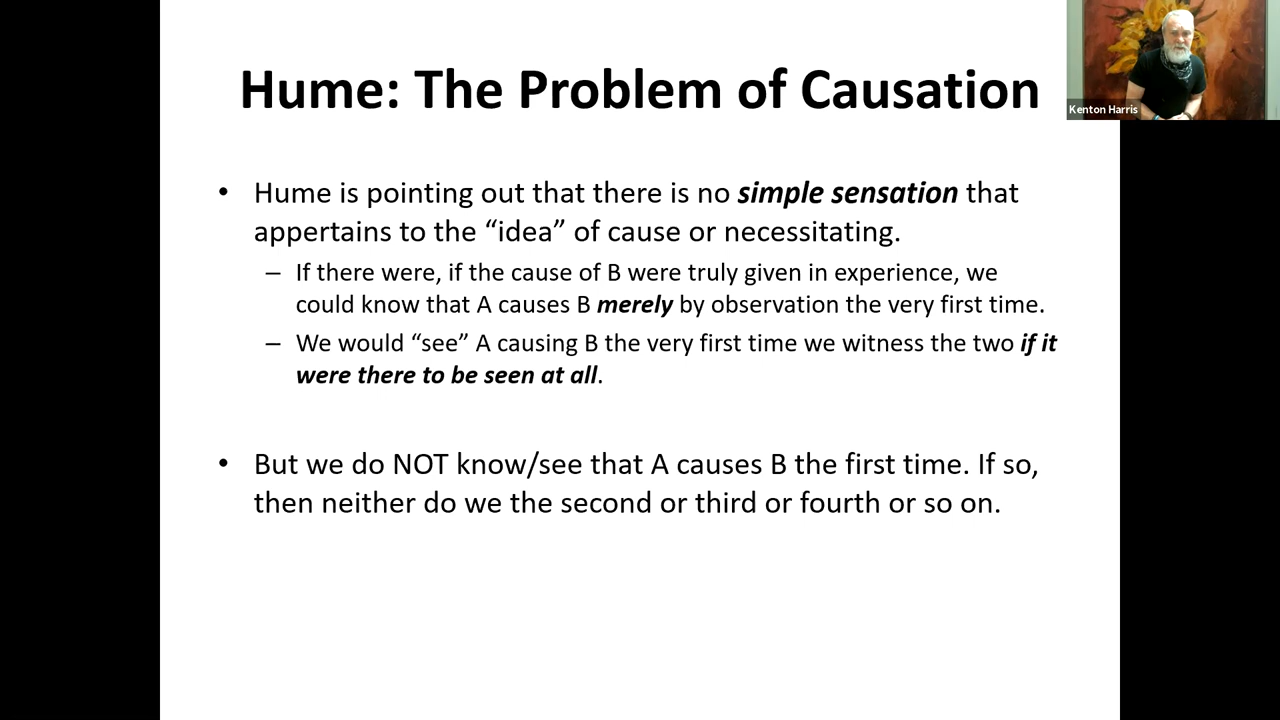 Hume: The Problem of Causation
Kenton Harris
• Hume is pointing out that there is no simple sensation that
appertains to the “idea” of cause or necessitating.
– If there were, if the cause of B were truly given in experience, we
could know that A causes B merely by observation the very first time.
– We would “see” A causing B the very first time we witness the two if it
were there to be seen at all.
• But we do NOT know/see that A causes B the first time. If so,
then neither do we the second or third or fourth or so on.